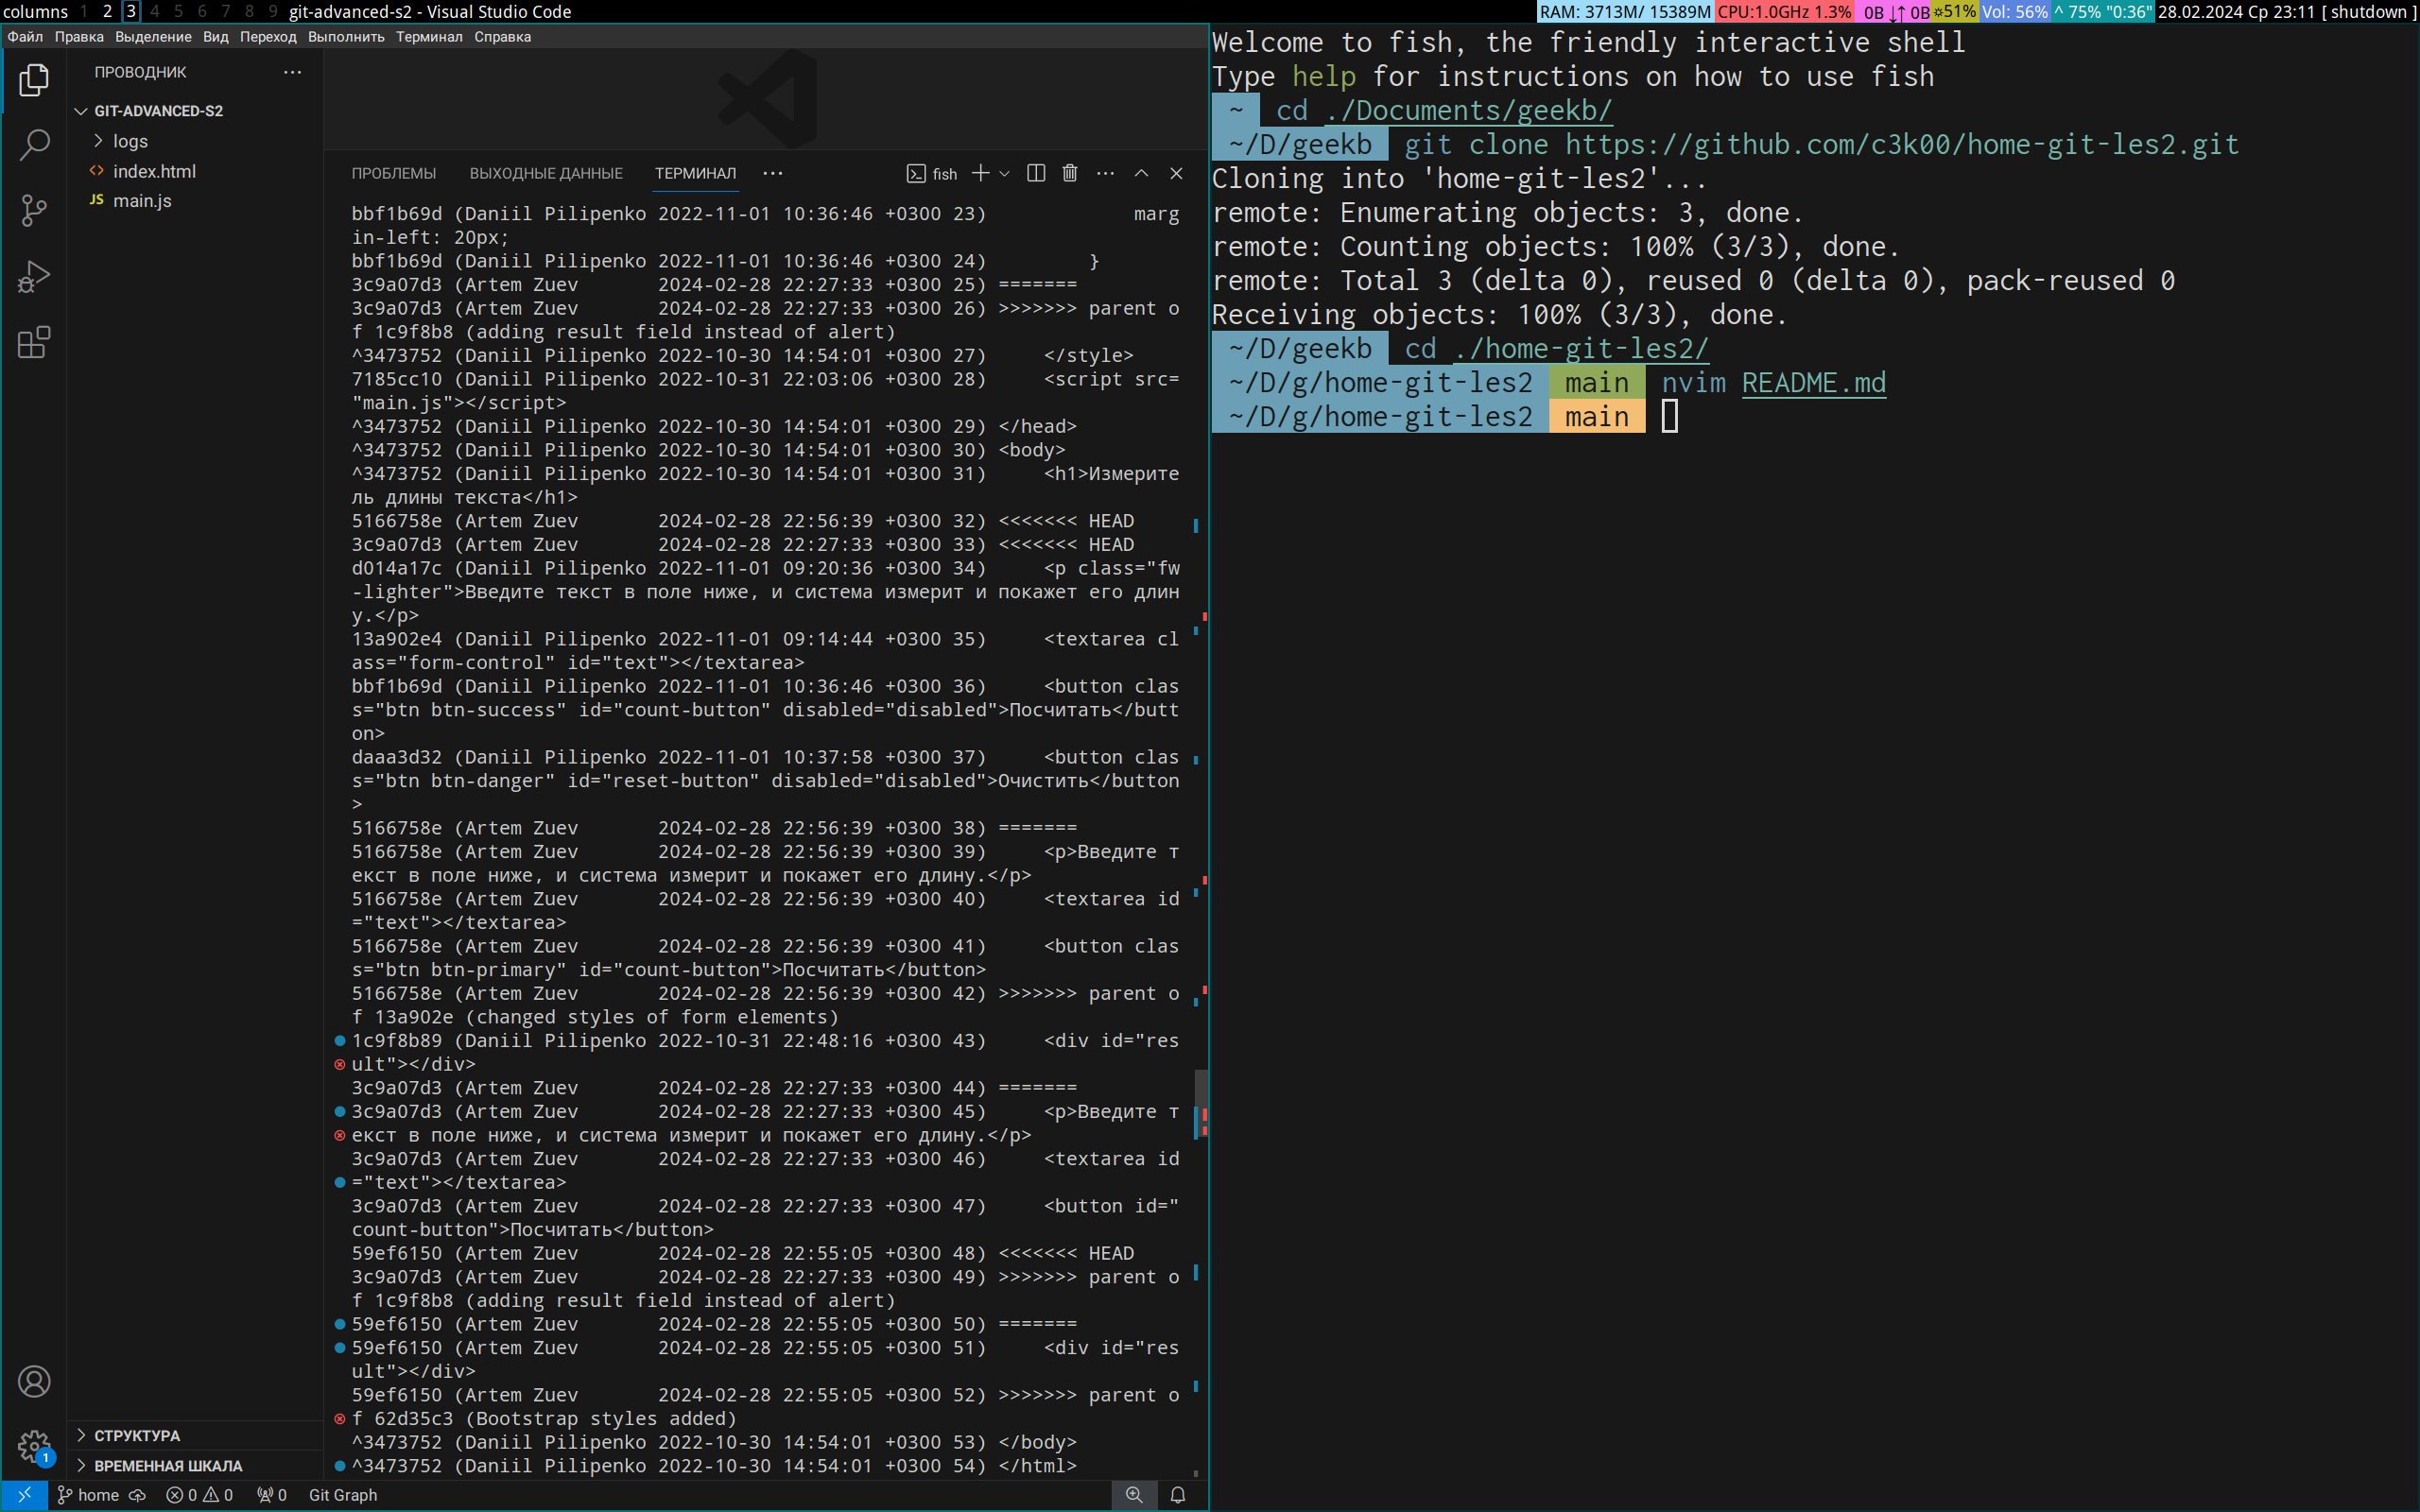 columns 1 2 3 4 5 6 7 8 9 git-advanced-s2 - Visual Studio Code
RAM: 3713M/ 15389M CPU:1.0GHz 1.3% 0B ↓↑ 0B ☼51% Vol: 56% ^ 75% "0:36" 28.02.2024 Ср 23:11 [ shutdown ]
Файл Правка Выделение Вид Переход Выполнить Терминал Справка
ПРОВОДНИК
GIT-ADVANCED-S2
logs
<> index.html
JS main.js
СТРУКТУРА
ВРЕМЕННАЯ ШКАЛА
ПРОБЛЕМЫ ВЫХОДНЫЕ ДАННЫЕ ТЕРМИНАЛ
fish
bbf1b69d (Daniil Pilipenko 2022-11-01 10:36:46 +0300 23)             marg
in-left: 20px;
bbf1b69d (Daniil Pilipenko 2022-11-01 10:36:46 +0300 24)         }
3c9a07d3 (Artem Zuev       2024-02-28 22:27:33 +0300 25) =======
3c9a07d3 (Artem Zuev       2024-02-28 22:27:33 +0300 26) >>>>>>> parent o
f 1c9f8b8 (adding result field instead of alert)
^3473752 (Daniil Pilipenko 2022-10-30 14:54:01 +0300 27)     </style>
7185cc10 (Daniil Pilipenko 2022-10-31 22:03:06 +0300 28)     <script src=
"main.js"></script>
^3473752 (Daniil Pilipenko 2022-10-30 14:54:01 +0300 29) </head>
^3473752 (Daniil Pilipenko 2022-10-30 14:54:01 +0300 30) <body>
^3473752 (Daniil Pilipenko 2022-10-30 14:54:01 +0300 31)     <h1>Измерите
ль длины текста</h1>
5166758e (Artem Zuev       2024-02-28 22:56:39 +0300 32) <<<<<<< HEAD
3c9a07d3 (Artem Zuev       2024-02-28 22:27:33 +0300 33) <<<<<<< HEAD
d014a17c (Daniil Pilipenko 2022-11-01 09:20:36 +0300 34)     <p class="fw
-lighter">Введите текст в поле ниже, и система измерит и покажет его длин
у.</p>
13a902e4 (Daniil Pilipenko 2022-11-01 09:14:44 +0300 35)     <textarea cl
ass="form-control" id="text"></textarea>
bbf1b69d (Daniil Pilipenko 2022-11-01 10:36:46 +0300 36)     <button clas
s="btn btn-success" id="count-button" disabled="disabled">Посчитать</butt
on>
daaa3d32 (Daniil Pilipenko 2022-11-01 10:37:58 +0300 37)     <button clas
s="btn btn-danger" id="reset-button" disabled="disabled">Очистить</button
>
5166758e (Artem Zuev       2024-02-28 22:56:39 +0300 38) =======
5166758e (Artem Zuev       2024-02-28 22:56:39 +0300 39)     <p>Введите т
екст в поле ниже, и система измерит и покажет его длину.</p>
5166758e (Artem Zuev       2024-02-28 22:56:39 +0300 40)     <textarea id
="text"></textarea>
5166758e (Artem Zuev       2024-02-28 22:56:39 +0300 41)     <button clas
s="btn btn-primary" id="count-button">Посчитать</button>
5166758e (Artem Zuev       2024-02-28 22:56:39 +0300 42) >>>>>>> parent o
f 13a902e (changed styles of form elements)
1c9f8b89 (Daniil Pilipenko 2022-10-31 22:48:16 +0300 43)     <div id="res
ult"></div>
3c9a07d3 (Artem Zuev       2024-02-28 22:27:33 +0300 44) =======
3c9a07d3 (Artem Zuev       2024-02-28 22:27:33 +0300 45)     <p>Введите т
екст в поле ниже, и система измерит и покажет его длину.</p>
3c9a07d3 (Artem Zuev       2024-02-28 22:27:33 +0300 46)     <textarea id
="text"></textarea>
3c9a07d3 (Artem Zuev       2024-02-28 22:27:33 +0300 47)     <button id="
count-button">Посчитать</button>
59ef6150 (Artem Zuev       2024-02-28 22:55:05 +0300 48) <<<<<<< HEAD
3c9a07d3 (Artem Zuev       2024-02-28 22:27:33 +0300 49) >>>>>>> parent o
f 1c9f8b8 (adding result field instead of alert)
59ef6150 (Artem Zuev       2024-02-28 22:55:05 +0300 50) =======
59ef6150 (Artem Zuev       2024-02-28 22:55:05 +0300 51)     <div id="res
ult"></div>
59ef6150 (Artem Zuev       2024-02-28 22:55:05 +0300 52) >>>>>>> parent o
f 62d35c3 (Bootstrap styles added)
^3473752 (Daniil Pilipenko 2022-10-30 14:54:01 +0300 53) </body>
^3473752 (Daniil Pilipenko 2022-10-30 14:54:01 +0300 54) </html>
1
home 0 0 0 Git Graph
Welcome to fish, the friendly interactive shell
Type help for instructions on how to use fish
~ cd ./Documents/geekb/
~/D/geekb git clone https://github.com/c3k00/home-git-les2.git
Cloning into 'home-git-les2'...
remote: Enumerating objects: 3, done.
remote: Counting objects: 100% (3/3), done.
remote: Total 3 (delta 0), reused 0 (delta 0), pack-reused 0
Receiving objects: 100% (3/3), done.
~/D/geekb cd ./home-git-les2/
~/D/g/home-git-les2 main nvim README.md
~/D/g/home-git-les2 main